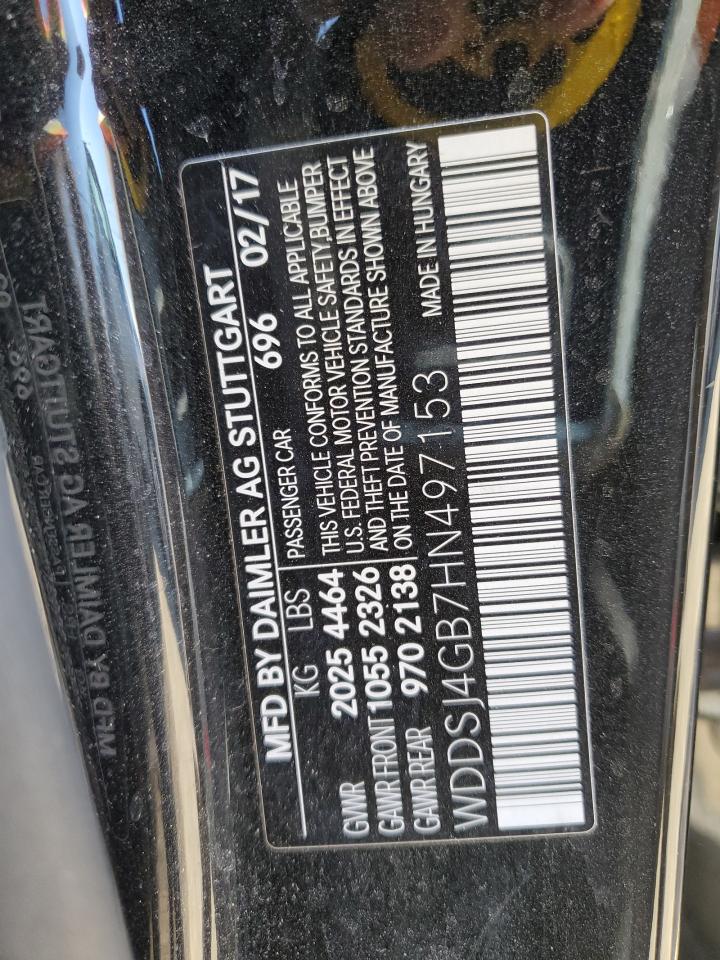 MFD BY DAIMLER AG STUTTGART
KG LBS 696 02/17
PASSENGER CAR
GVWR 2025 4464
GAWR FRONT 1055 2326
GAWR REAR 970 2138
THIS VEHICLE CONFORMS TO ALL APPLICABLE
U.S. FEDERAL MOTOR VEHICLE SAFETY, BUMPER
AND THEFT PREVENTION STANDARDS IN EFFECT
ON THE DATE OF MANUFACTURE SHOWN ABOVE
MADE IN HUNGARY
WDDSJ4GB7HN497153